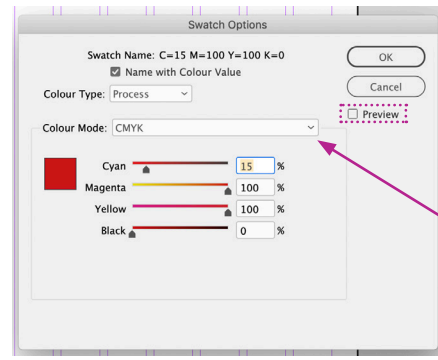 Swatch Options
Swatch Name: C=15 M=100 Y=100 K=0
OK
Name with Colour Value
Colour Type: Process
Cancel
Preview
Colour Mode: CMYK
Cyan 15 %
Magenta 100 %
Yellow 100 %
Black 0 %